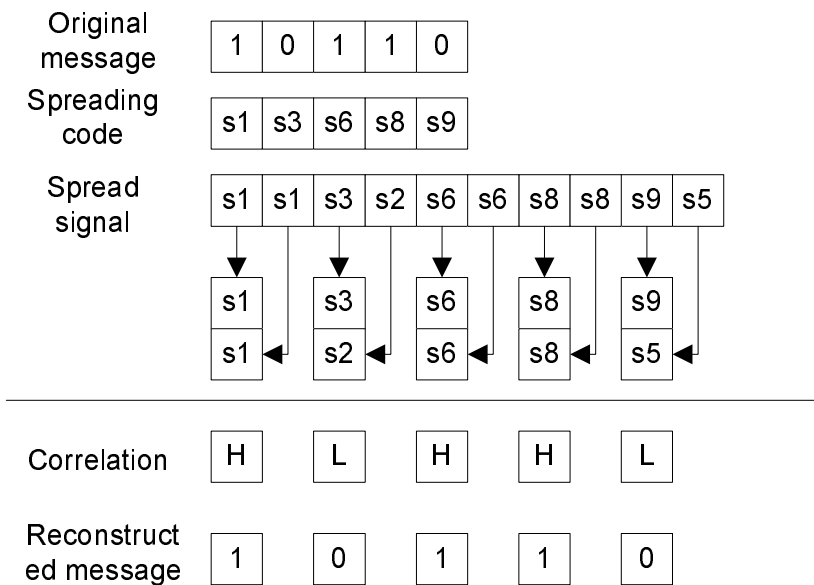 Original message 1 0 1 1 0
Spreading code s1 s3 s6 s8 s9
Spread signal s1 s1 s3 s2 s6 s6 s8 s8 s9 s5
s1 s3 s6 s8 s9
s1 s2 s6 s8 s5
Correlation H L H H L
Reconstruct
ed message 1 0 1 1 0